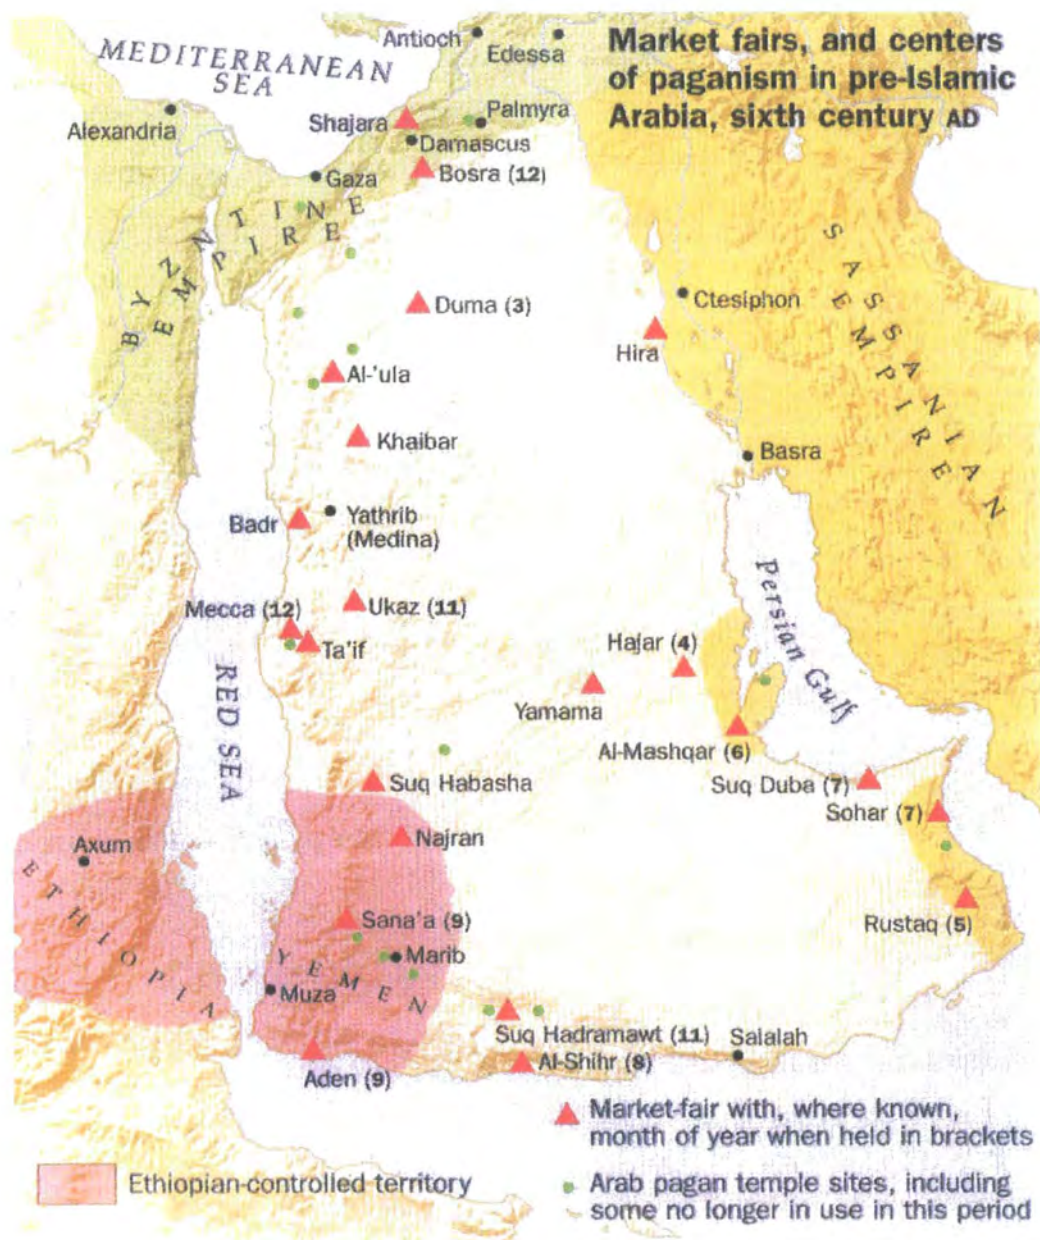 Market fairs, and centers
of paganism in pre-Islamic
Arabia, sixth century AD
MEDITERRANEAN
SEA
Antioch
Edessa
Alexandria
Shajara
Palmyra
Damascus
Gaza
Bosra (12)
BYZANTINE
EMPIRE
SASSANIAN
EMPIRE
Duma (3)
Ctesiphon
Hira
Al-'ula
Khaibar
Basra
Badr
Yathrib
(Medina)
Persian Gulf
Mecca (12)
Ukaz (11)
Ta'if
RED SEA
Hajar (4)
Yamama
Al-Mashqar (6)
Suq Habasha
Suq Duba (7)
Sohar (7)
Axum
Najran
ETHIOPIA
Sana'a (9)
Rustaq (5)
Marib
YEMEN
Muza
Suq Hadramawt (11)
Salalah
Al-Shihr (8)
Aden (9)
Market-fair with, where known,
month of year when held in brackets
Ethiopian-controlled territory
Arab pagan temple sites, including
some no longer in use in this period